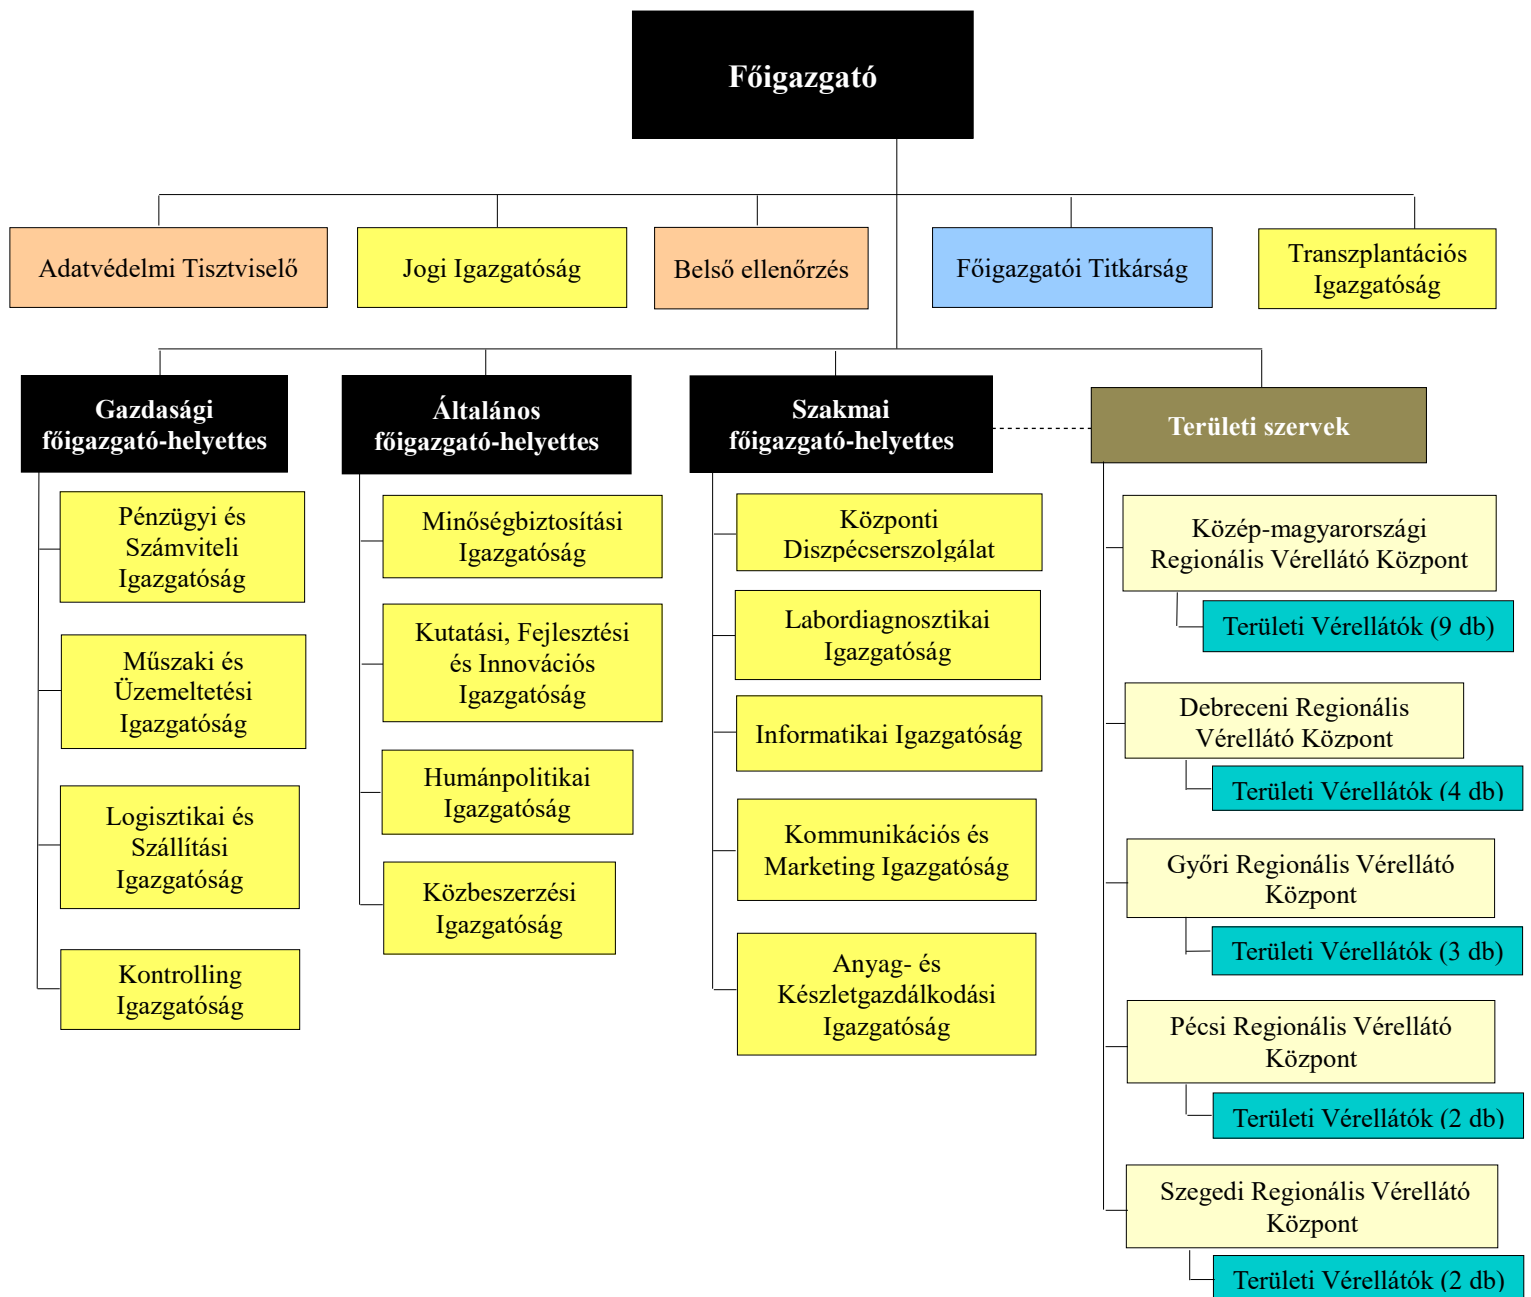 Főigazgató
Adatvédelmi Tisztviselő
Jogi Igazgatóság
Belső ellenőrzés
Főigazgatói Titkárság
Transzplantációs
Igazgatóság
Gazdasági
főigazgató-helyettes
Pénzügyi és
Számviteli
Igazgatóság
Műszaki és
Üzemeltetési
Igazgatóság
Logisztikai és
Szállítási
Igazgatóság
Kontrolling
Igazgatóság
Általános
főigazgató-helyettes
Minőségbiztosítási
Igazgatóság
Kutatási, Fejlesztési
és Innovációs
Igazgatóság
Humánpolitikai
Igazgatóság
Közbeszerzési
Igazgatóság
Szakmai
főigazgató-helyettes
Központi
Diszpécserszolgálat
Labordiagnosztikai
Igazgatóság
Informatikai Igazgatóság
Kommunikációs és
Marketing Igazgatóság
Anyag- és
Készletgazdálkodási
Igazgatóság
Területi szervek
Közép-magyarországi
Regionális Vérellátó Központ
Területi Vérellátók (9 db)
Debreceni Regionális
Vérellátó Központ
Területi Vérellátók (4 db)
Győri Regionális Vérellátó
Központ
Területi Vérellátók (3 db)
Pécsi Regionális Vérellátó
Központ
Területi Vérellátók (2 db)
Szegedi Regionális Vérellátó
Központ
Területi Vérellátók (2 db)